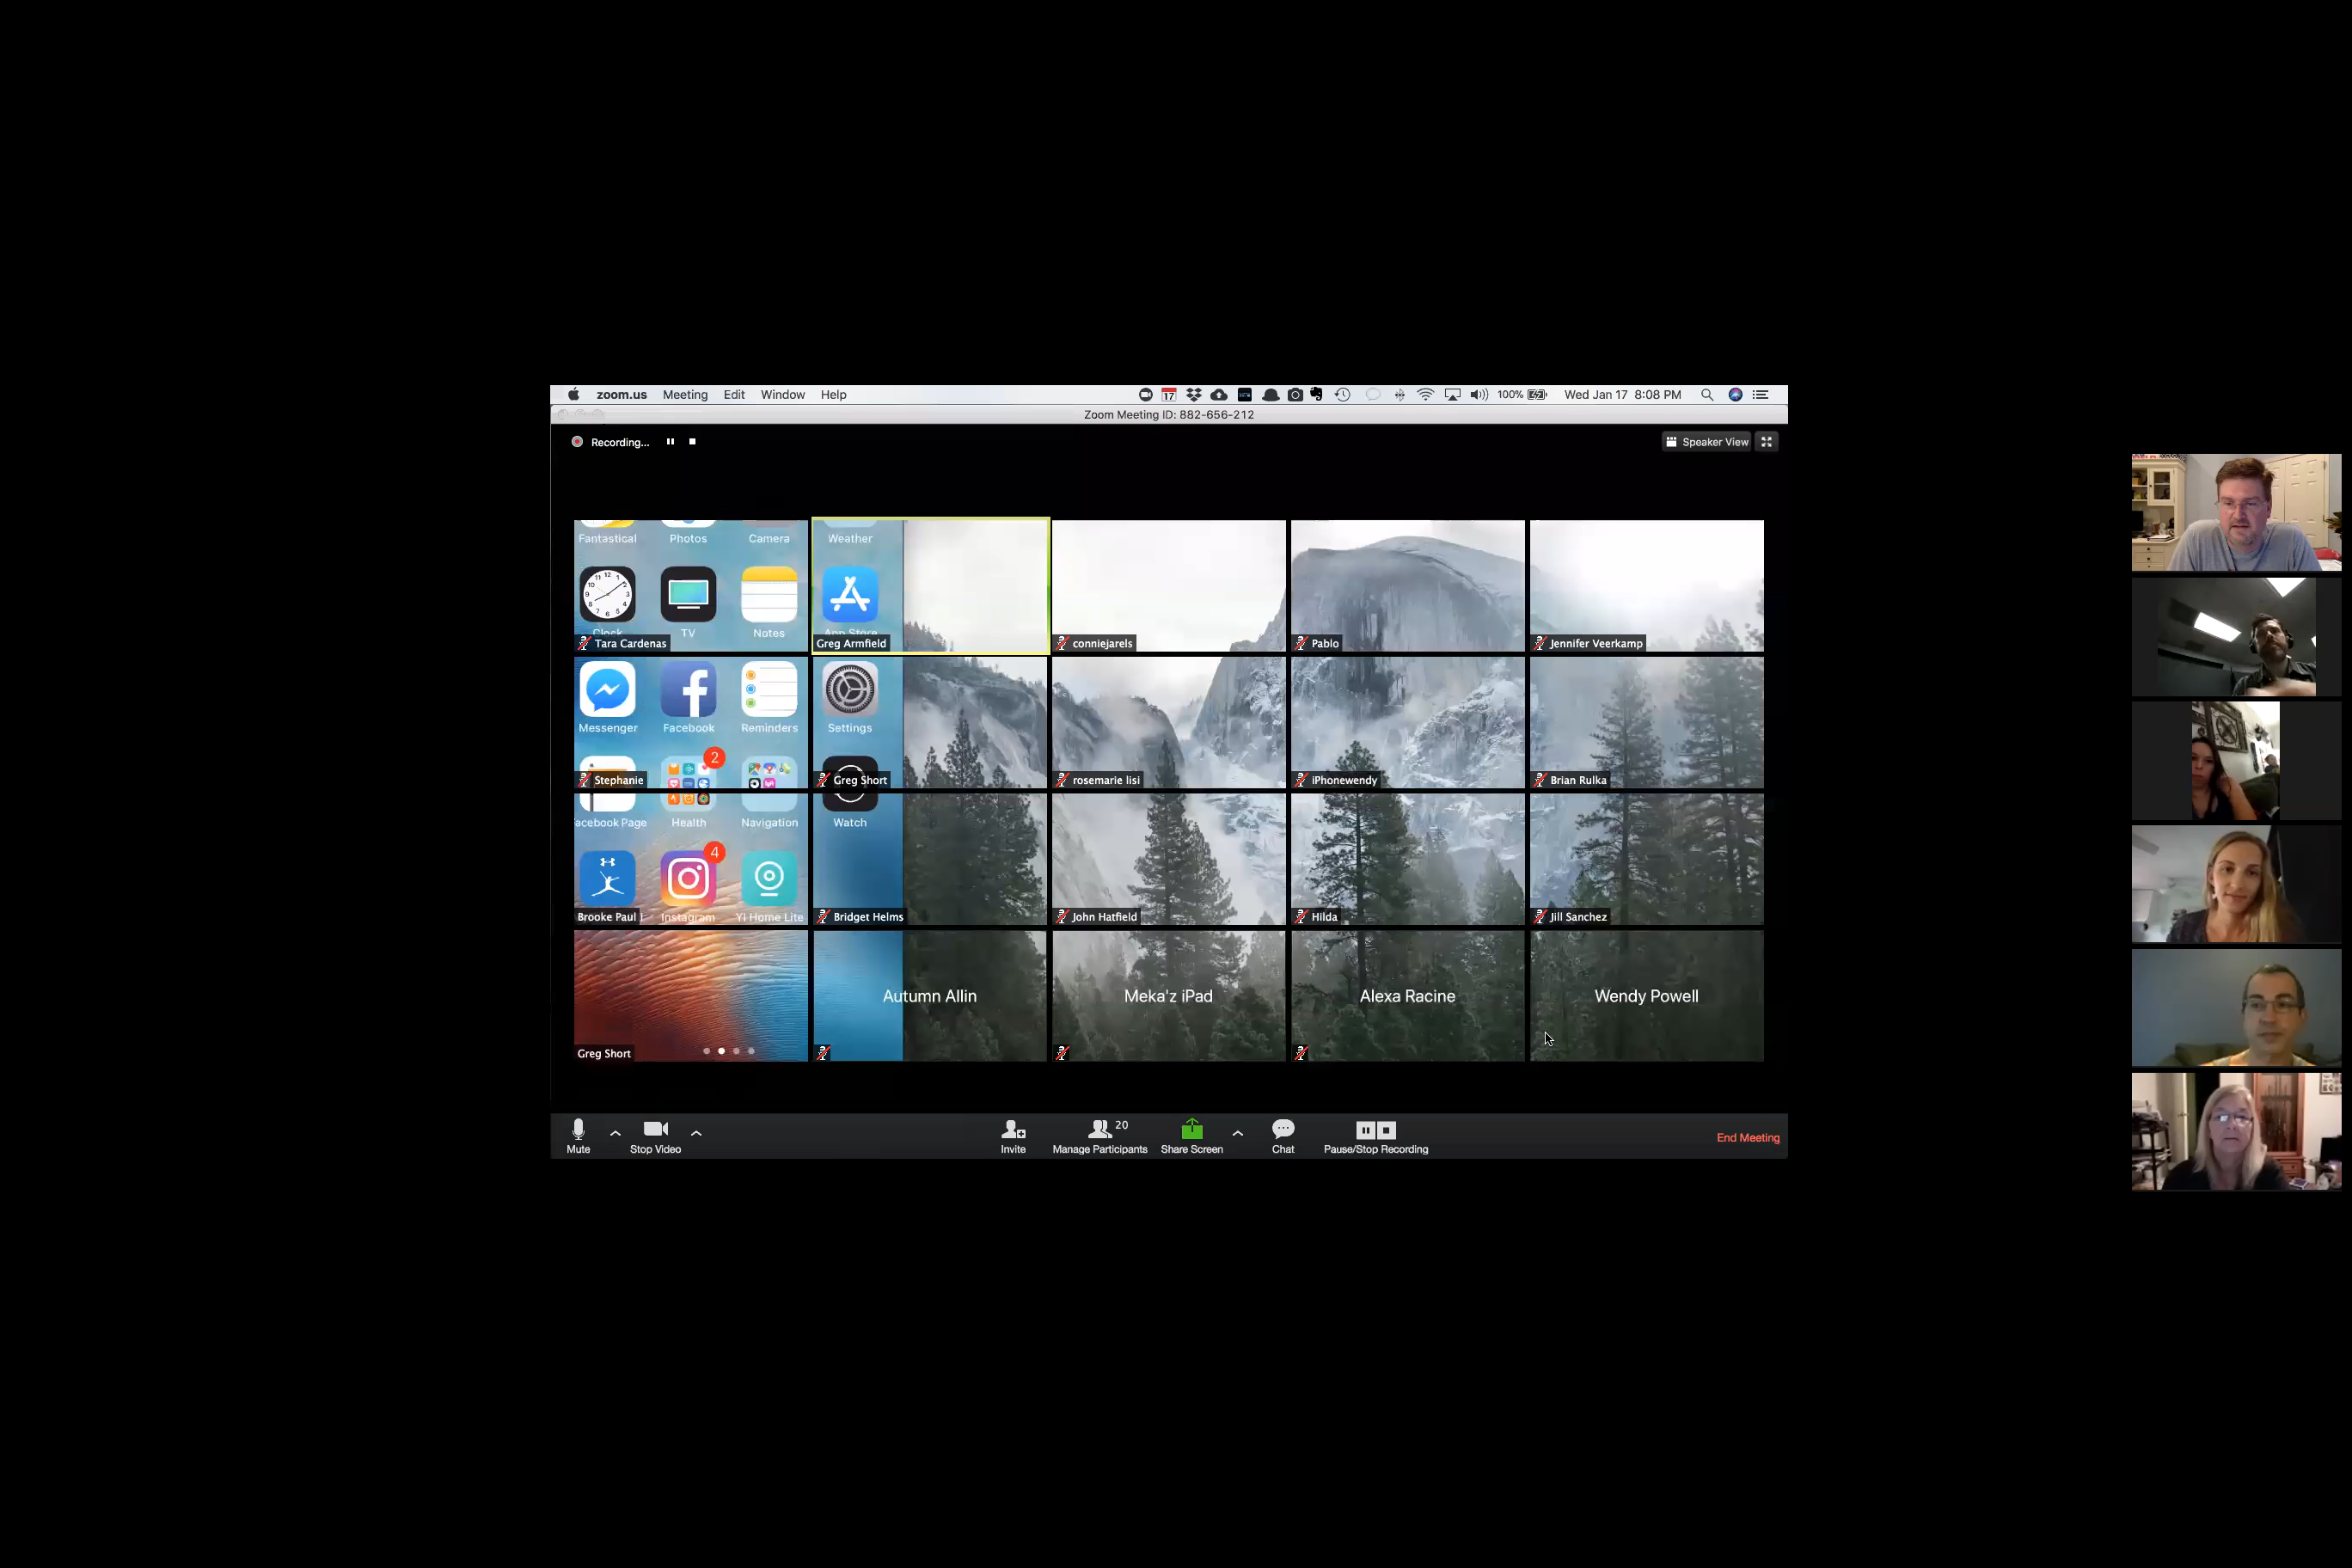 zoom.us Meeting Edit Window Help 17 100% Wed Jan 17 8:08 PM
Zoom Meeting ID: 882-656-212
Recording... Speaker View
Fantastical Photos Camera Weather
Clock TV Notes App Store
Tara Cardenas Greg Armfield conniejarels Pablo Jennifer Veerkamp
Messenger Facebook Reminders Settings
2
Stephanie Greg Short rosemarie lisi iPhonewendy Brian Rulka
acebook Page Health Navigation Watch
4
Brooke Paul Instagram YI Home Lite Bridget Helms John Hatfield Hilda Jill Sanchez
Autumn Allin Meka'z iPad Alexa Racine Wendy Powell
Greg Short
20
Mute Stop Video Invite Manage Participants Share Screen Chat Pause/Stop Recording End Meeting